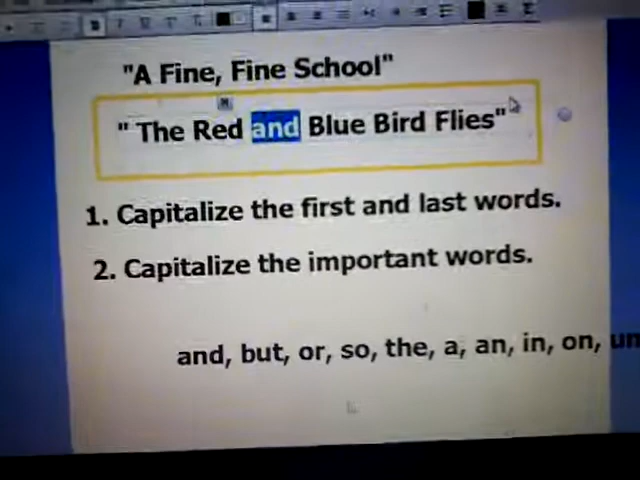 "A Fine, Fine School"
" The Red and Blue Bird Flies"
1. Capitalize the first and last words.
2. Capitalize the important words.
and, but, or, so, the, a, an, in, on, un